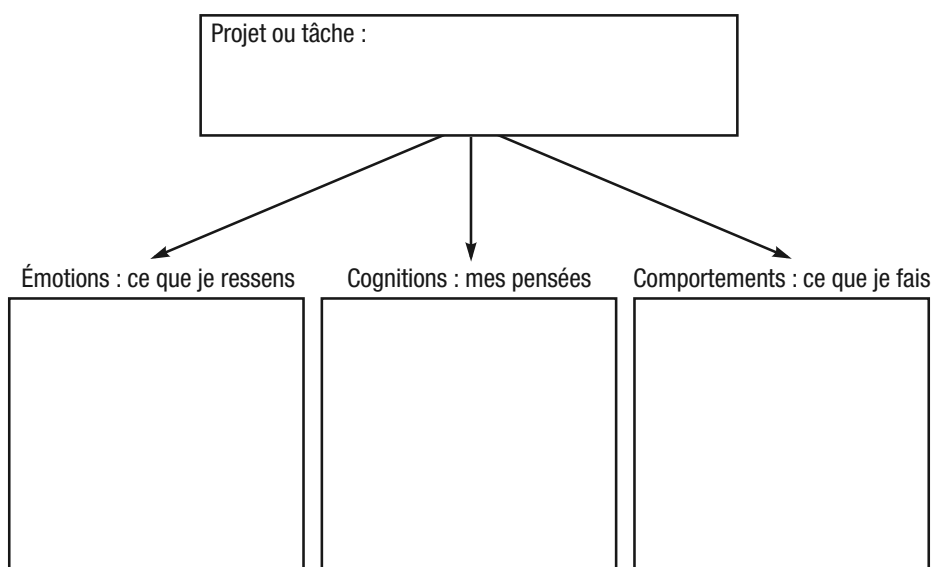 Projet ou tâche :
Émotions : ce que je ressens
Cognitions : mes pensées
Comportements : ce que je fais